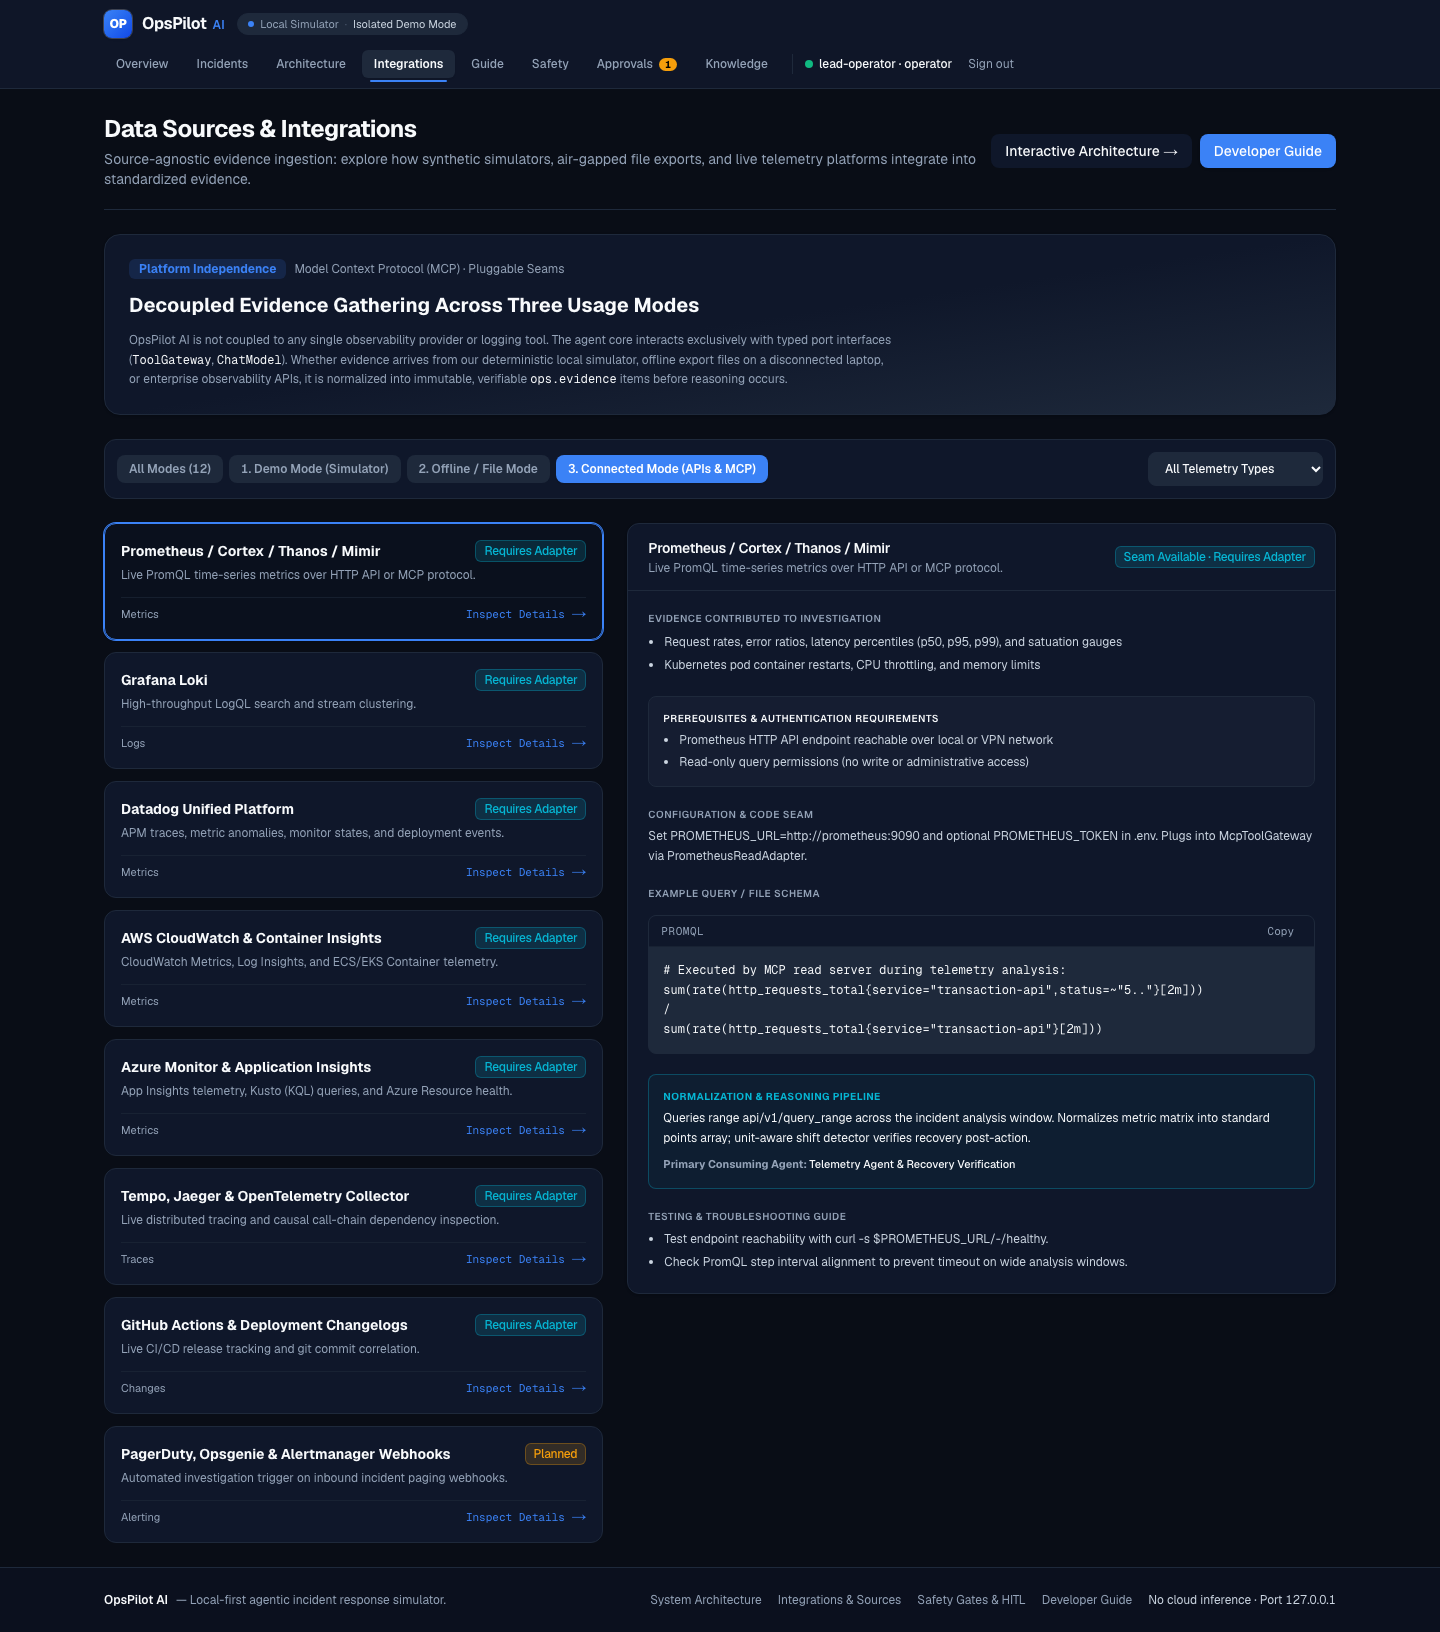 OP OpsPilot AI Local Simulator · Isolated Demo Mode
Overview Incidents Architecture Integrations Guide Safety Approvals 1 Knowledge lead-operator · operator Sign out
Data Sources & Integrations
Source-agnostic evidence ingestion: explore how synthetic simulators, air-gapped file exports, and live telemetry platforms integrate into
standardized evidence.
Interactive Architecture → Developer Guide
Platform Independence Model Context Protocol (MCP) · Pluggable Seams
Decoupled Evidence Gathering Across Three Usage Modes
OpsPilot AI is not coupled to any single observability provider or logging tool. The agent core interacts exclusively with typed port interfaces
(ToolGateway, ChatModel). Whether evidence arrives from our deterministic local simulator, offline export files on a disconnected laptop,
or enterprise observability APIs, it is normalized into immutable, verifiable ops.evidence items before reasoning occurs.
All Modes (12) 1. Demo Mode (Simulator) 2. Offline / File Mode 3. Connected Mode (APIs & MCP) All Telemetry Types
Prometheus / Cortex / Thanos / Mimir Requires Adapter
Live PromQL time-series metrics over HTTP API or MCP protocol.
Metrics Inspect Details →
Grafana Loki Requires Adapter
High-throughput LogQL search and stream clustering.
Logs Inspect Details →
Datadog Unified Platform Requires Adapter
APM traces, metric anomalies, monitor states, and deployment events.
Metrics Inspect Details →
AWS CloudWatch & Container Insights Requires Adapter
CloudWatch Metrics, Log Insights, and ECS/EKS Container telemetry.
Metrics Inspect Details →
Azure Monitor & Application Insights Requires Adapter
App Insights telemetry, Kusto (KQL) queries, and Azure Resource health.
Metrics Inspect Details →
Tempo, Jaeger & OpenTelemetry Collector Requires Adapter
Live distributed tracing and causal call-chain dependency inspection.
Traces Inspect Details →
GitHub Actions & Deployment Changelogs Requires Adapter
Live CI/CD release tracking and git commit correlation.
Changes Inspect Details →
PagerDuty, Opsgenie & Alertmanager Webhooks Planned
Automated investigation trigger on inbound incident paging webhooks.
Alerting Inspect Details →
Prometheus / Cortex / Thanos / Mimir
Live PromQL time-series metrics over HTTP API or MCP protocol.
Seam Available · Requires Adapter
EVIDENCE CONTRIBUTED TO INVESTIGATION
• Request rates, error ratios, latency percentiles (p50, p95, p99), and satuation gauges
• Kubernetes pod container restarts, CPU throttling, and memory limits
PREREQUISITES & AUTHENTICATION REQUIREMENTS
• Prometheus HTTP API endpoint reachable over local or VPN network
• Read-only query permissions (no write or administrative access)
CONFIGURATION & CODE SEAM
Set PROMETHEUS_URL=http://prometheus:9090 and optional PROMETHEUS_TOKEN in .env. Plugs into McpToolGateway
via PrometheusReadAdapter.
EXAMPLE QUERY / FILE SCHEMA
PROMQL Copy
# Executed by MCP read server during telemetry analysis:
sum(rate(http_requests_total{service="transaction-api",status=~"5.."}[2m]))
/
sum(rate(http_requests_total{service="transaction-api"}[2m]))
NORMALIZATION & REASONING PIPELINE
Queries range api/v1/query_range across the incident analysis window. Normalizes metric matrix into standard
points array; unit-aware shift detector verifies recovery post-action.
Primary Consuming Agent: Telemetry Agent & Recovery Verification
TESTING & TROUBLESHOOTING GUIDE
• Test endpoint reachability with curl -s $PROMETHEUS_URL/-/healthy.
• Check PromQL step interval alignment to prevent timeout on wide analysis windows.
OpsPilot AI — Local-first agentic incident response simulator. System Architecture Integrations & Sources Safety Gates & HITL Developer Guide No cloud inference · Port 127.0.0.1